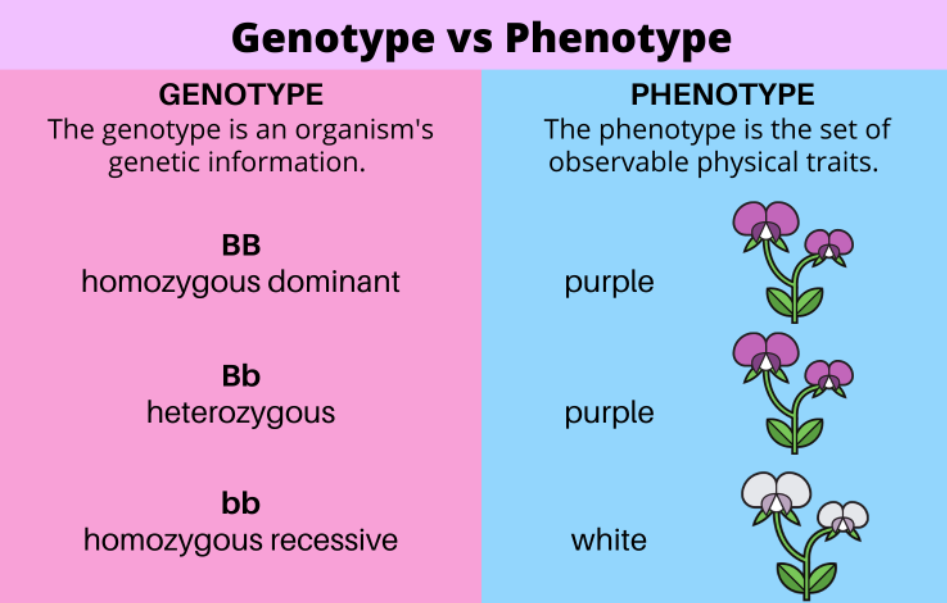 Genotype vs Phenotype
GENOTYPE
The genotype is an organism's
genetic information.
BB
homozygous dominant
Bb
heterozygous
bb
homozygous recessive
PHENOTYPE
The phenotype is the set of
observable physical traits.
purple
purple
white